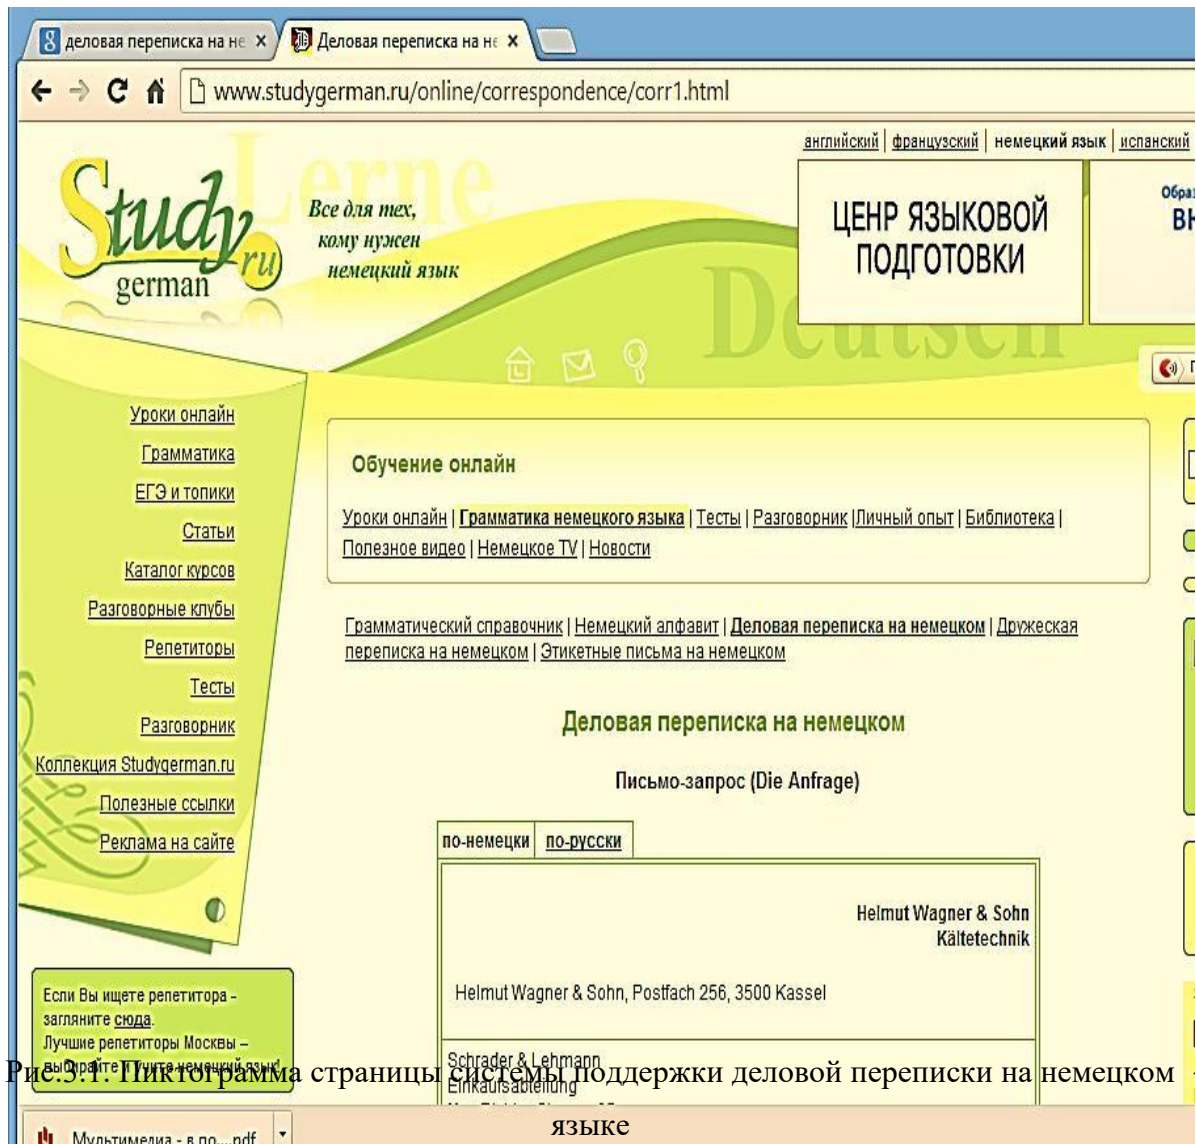 деловая переписка на не
Деловая переписка на не
www.studygerman.ru/online/correspondence/corr1.html
английский | французский | немецкий язык | испанский
Lerne
Study
ru
german
Все для тех,
кому нужен
немецкий язык
ЦЕНР ЯЗЫКОВОЙ
ПОДГОТОВКИ
Deutsch
Уроки онлайн
Грамматика
ЕГЭ и топики
Статьи
Каталог курсов
Разговорные клубы
Репетиторы
Тесты
Разговорник
Коллекция Studygerman.ru
Полезные ссылки
Реклама на сайте
Обучение онлайн
Уроки онлайн | Грамматика немецкого языка | Тесты | Разговорник |Личный опыт | Библиотека |
Полезное видео | Немецкое TV | Новости
Грамматический справочник | Немецкий алфавит | Деловая переписка на немецком | Дружеская
переписка на немецком | Этикетные письма на немецком
Деловая переписка на немецком
Письмо-запрос (Die Anfrage)
по-немецки по-русски
Helmut Wagner & Sohn
Kältetechnik
Helmut Wagner & Sohn, Postfach 256, 3500 Kassel
Schrader & Lehmann
Einkaufsabteilung
Если Вы ищете репетитора -
загляните сюда.
Лучшие репетиторы Москвы –
выбирайте и учите немецкий язык!
Рис.3.1. Пиктограмма страницы системы поддержки деловой переписки на немецком
языке
Мультимедиа - в по....pdf